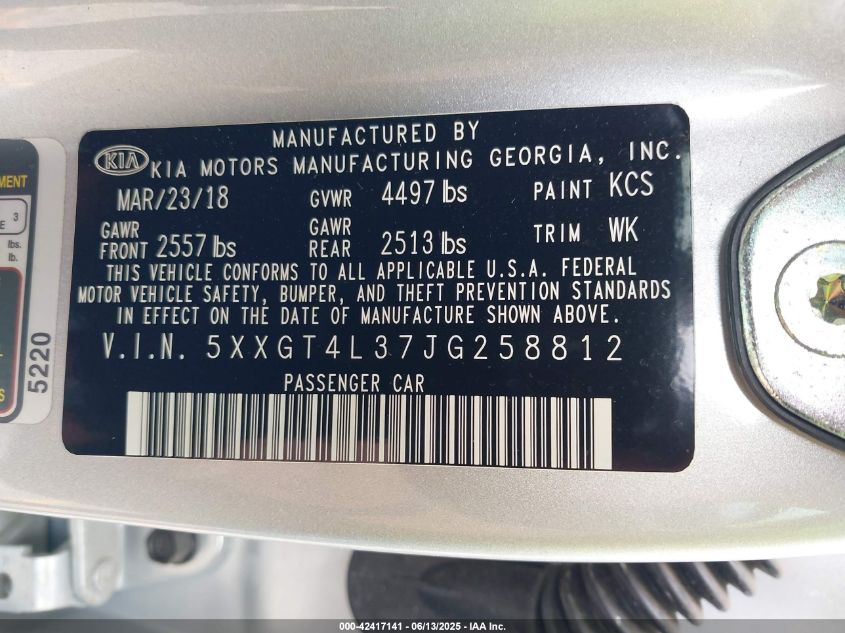 MANUFACTURED BY
KIA KIA MOTORS MANUFACTURING GEORGIA, INC.
MAR/23/18 GVWR 4497 lbs PAINT KCS
GAWR FRONT 2557 lbs GAWR REAR 2513 lbs TRIM WK
THIS VEHICLE CONFORMS TO ALL APPLICABLE U.S.A. FEDERAL
MOTOR VEHICLE SAFETY, BUMPER, AND THEFT PREVENTION STANDARDS
IN EFFECT ON THE DATE OF MANUFACTURE SHOWN ABOVE.
V.I.N. 5XXGT4L37JG258812
PASSENGER CAR
3
lbs.
lb.
5220
000-42417141 - 06/13/2025 - IAA Inc.